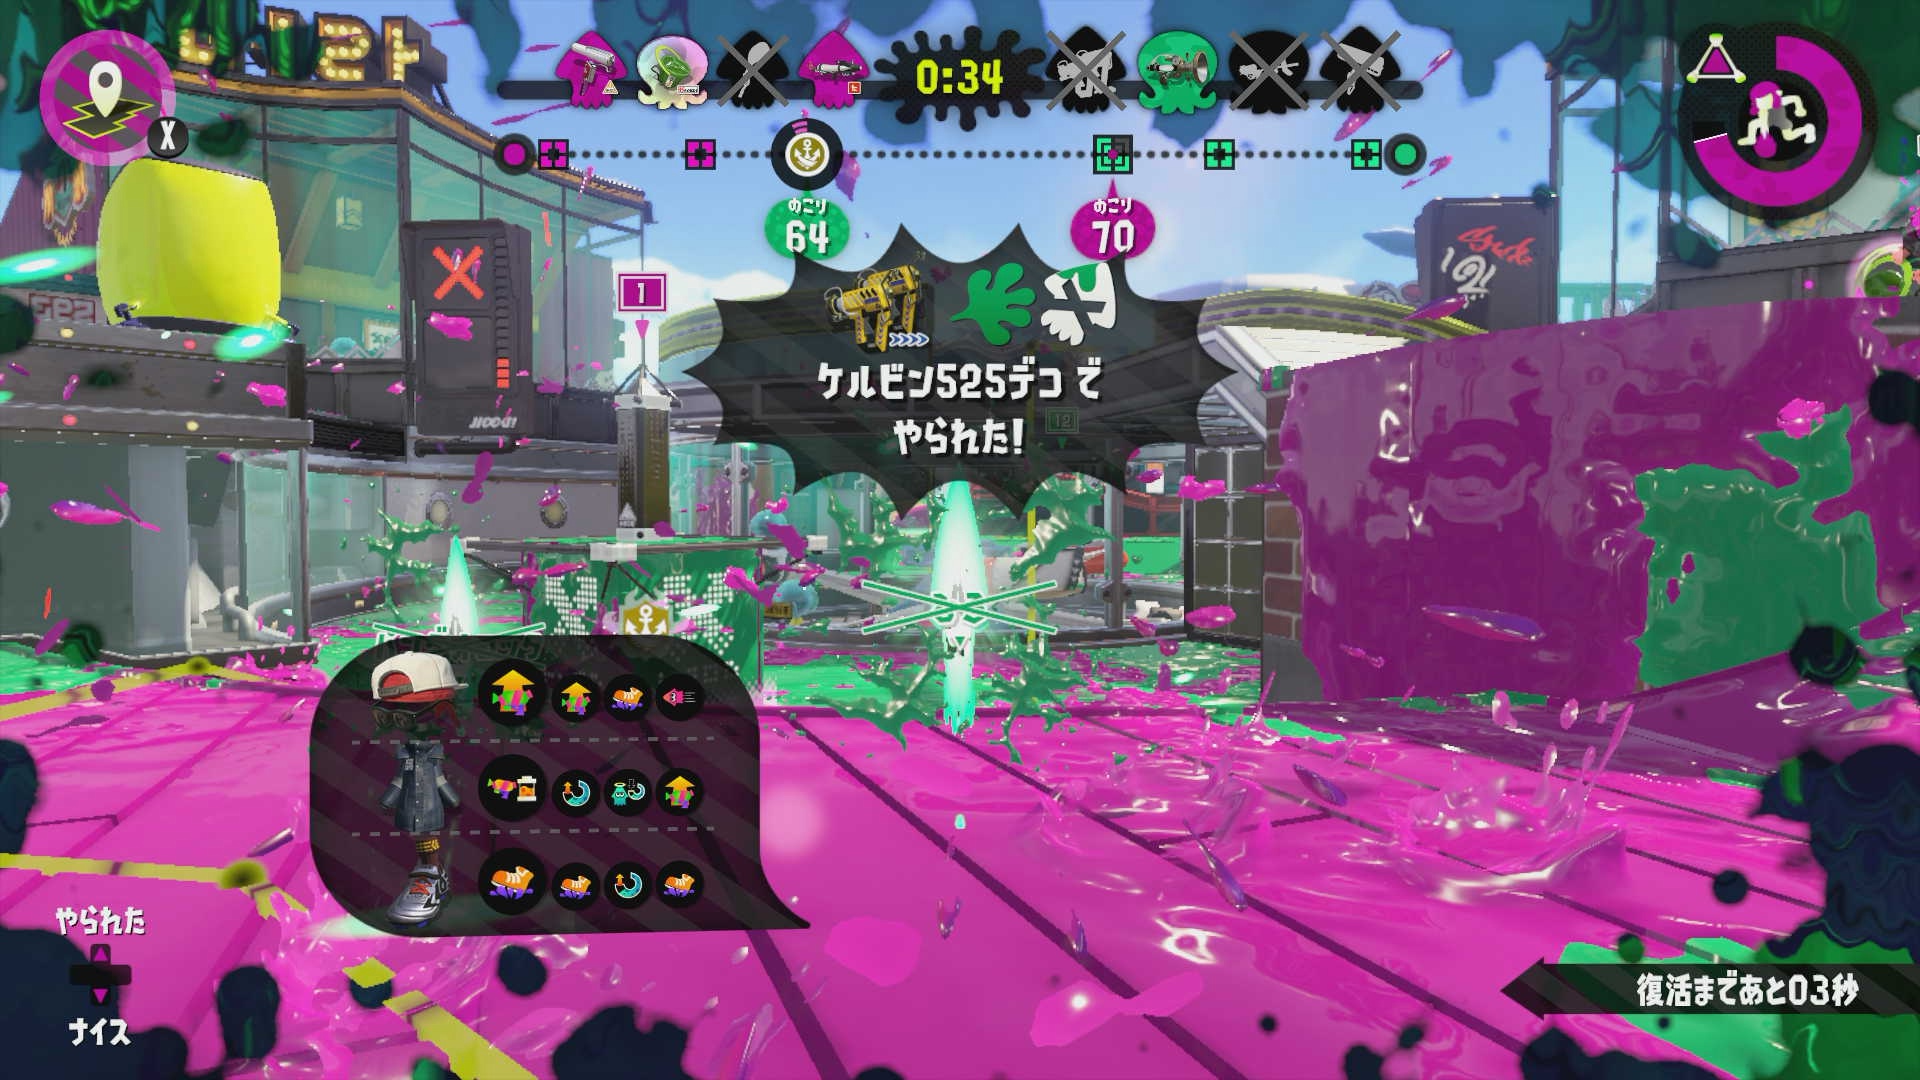 0:34
X
のこり
64
のこり
70
1
ケルビン525デコ で
やられた!
12
やられた
ナイス
復活まであと03秒